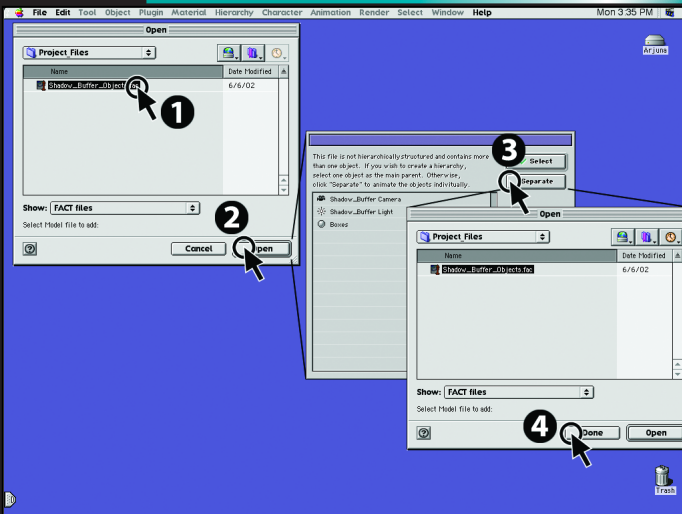 File Edit Tool Object Plugin Material Hierarchy Character Animation Render Select Window Help Mon 3:35 PM
Open
Project_Files
Name Date Modified
Shadow_Buffer_Objects.fac 6/6/02
1
Show: FACT files
Select Model file to add:
2
Cancel Open
Arjuna
This file is not hierarchically structured and contains more
than one object. If you wish to create a hierarchy,
select one object as the main parent. Otherwise,
click "Separate" to animate the objects individually.
3
Select
Separate
Shadow_Buffer Camera
Shadow_Buffer Light
Boxes
Open
Project_Files
Name Date Modified
Shadow_Buffer_Objects.fac 6/6/02
Show: FACT files
Select Model file to add:
4
Done Open
Trash